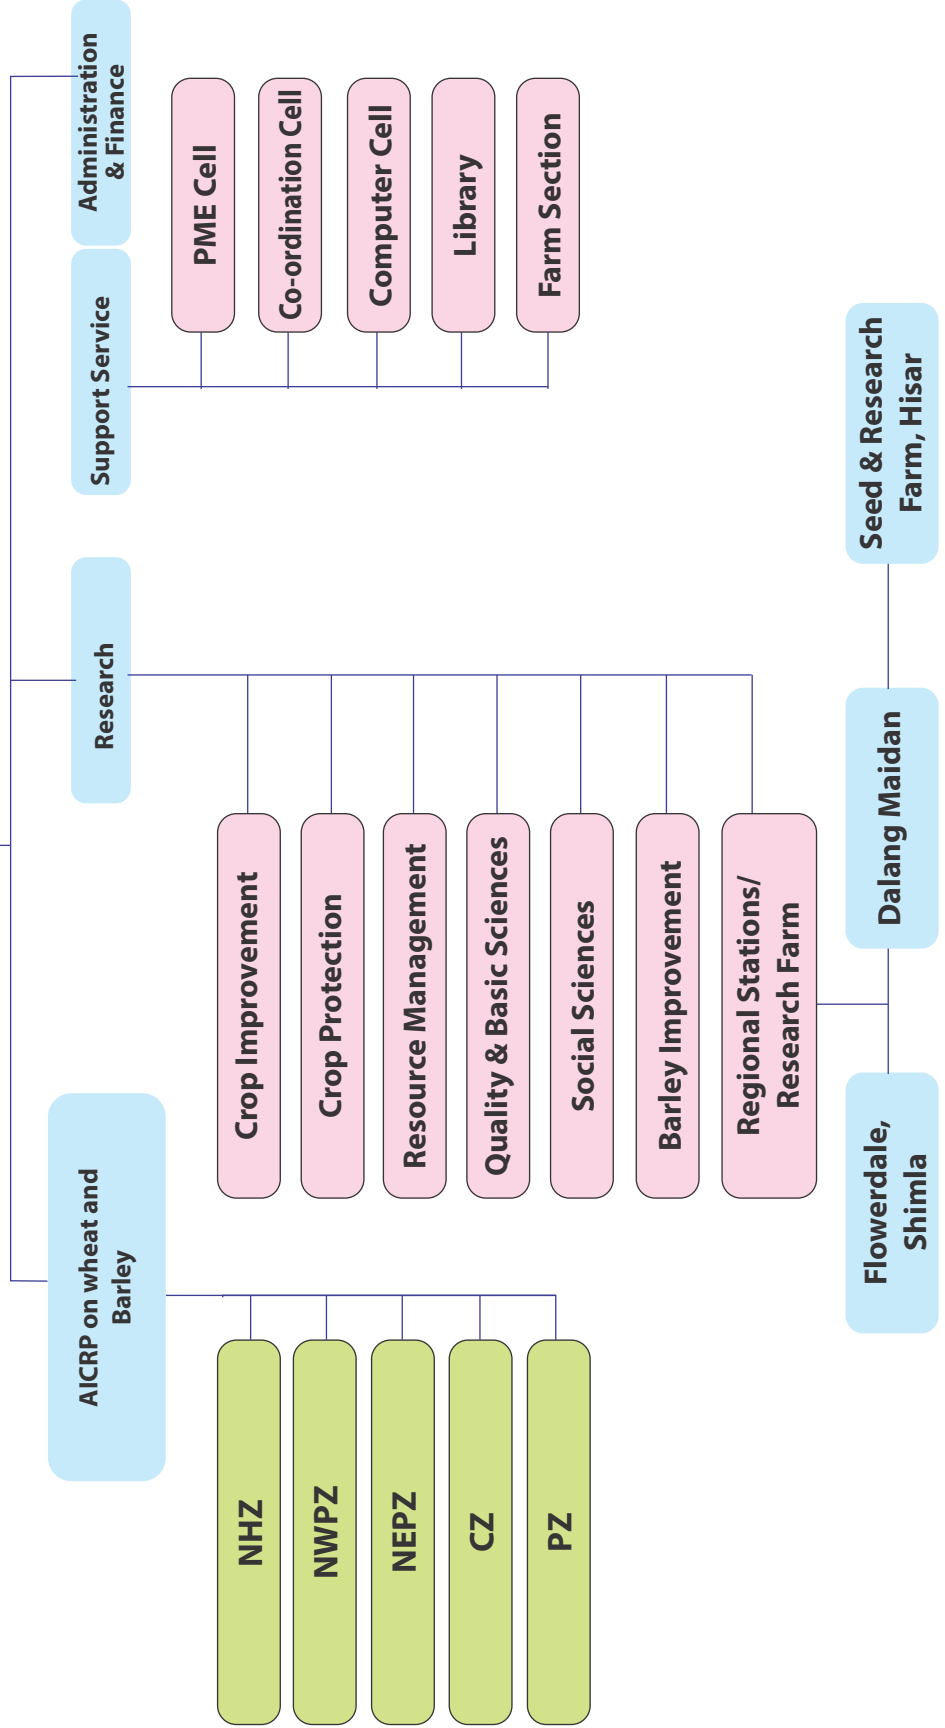 AICRP on wheat and
Barley
Research
Support Service
Administration
& Finance
NHZ
NWPZ
NEPZ
CZ
PZ
Crop Improvement
Crop Protection
Resource Management
Quality & Basic Sciences
Social Sciences
Barley Improvement
Regional Stations/
Research Farm
PME Cell
Co-ordination Cell
Computer Cell
Library
Farm Section
Flowerdale,
Shimla
Dalang Maidan
Seed & Research
Farm, Hisar